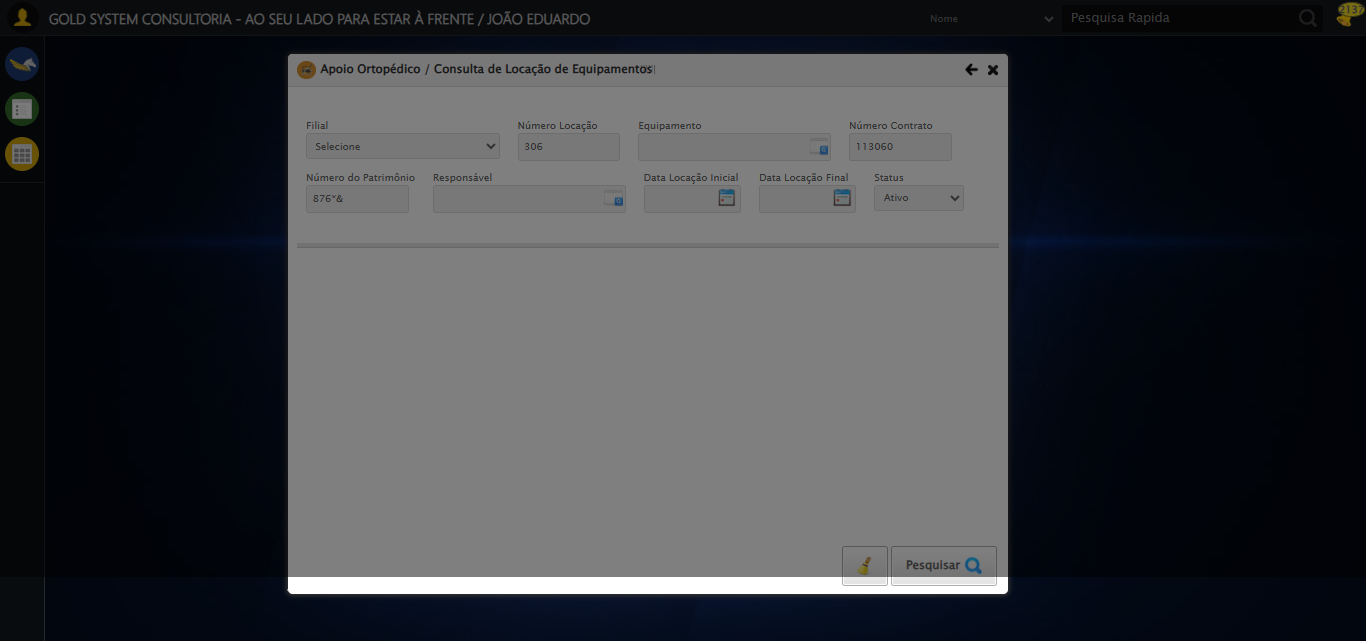 GOLD SYSTEM CONSULTORIA - AO SEU LADO PARA ESTAR À FRENTE / JOÃO EDUARDO
Nome
Pesquisa Rapida
2137
Apoio Ortopédico / Consulta de Locação de Equipamentos
Filial
Número Locação
Equipamento
Número Contrato
Selecione
306
113060
Número do Patrimônio
Responsável
Data Locação Inicial
Data Locação Final
Status
876"&
Ativo
Pesquisar